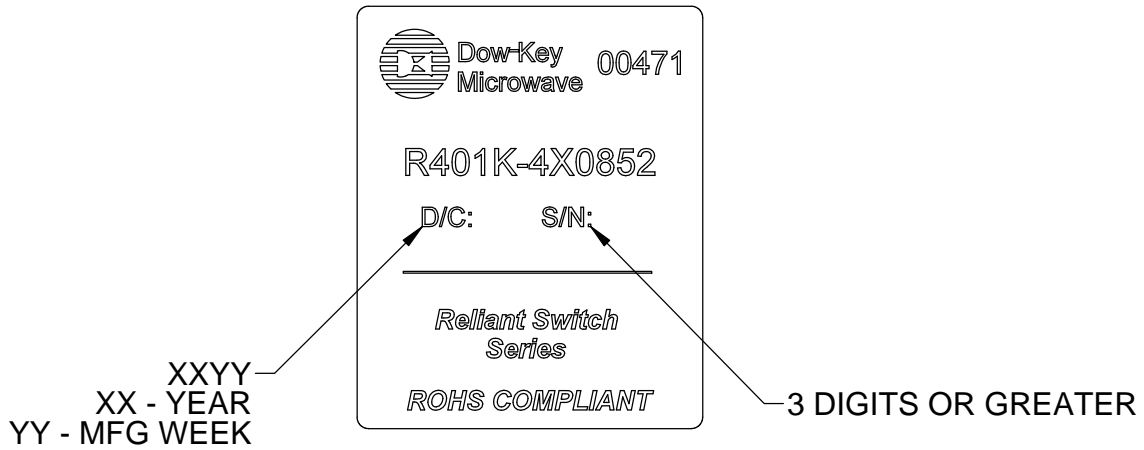 Dow-Key
Microwave
00471
R401K-4X0852
D/C: S/N:
Reliant Switch
Series
ROHS COMPLIANT
XXYY
XX - YEAR
YY - MFG WEEK
3 DIGITS OR GREATER